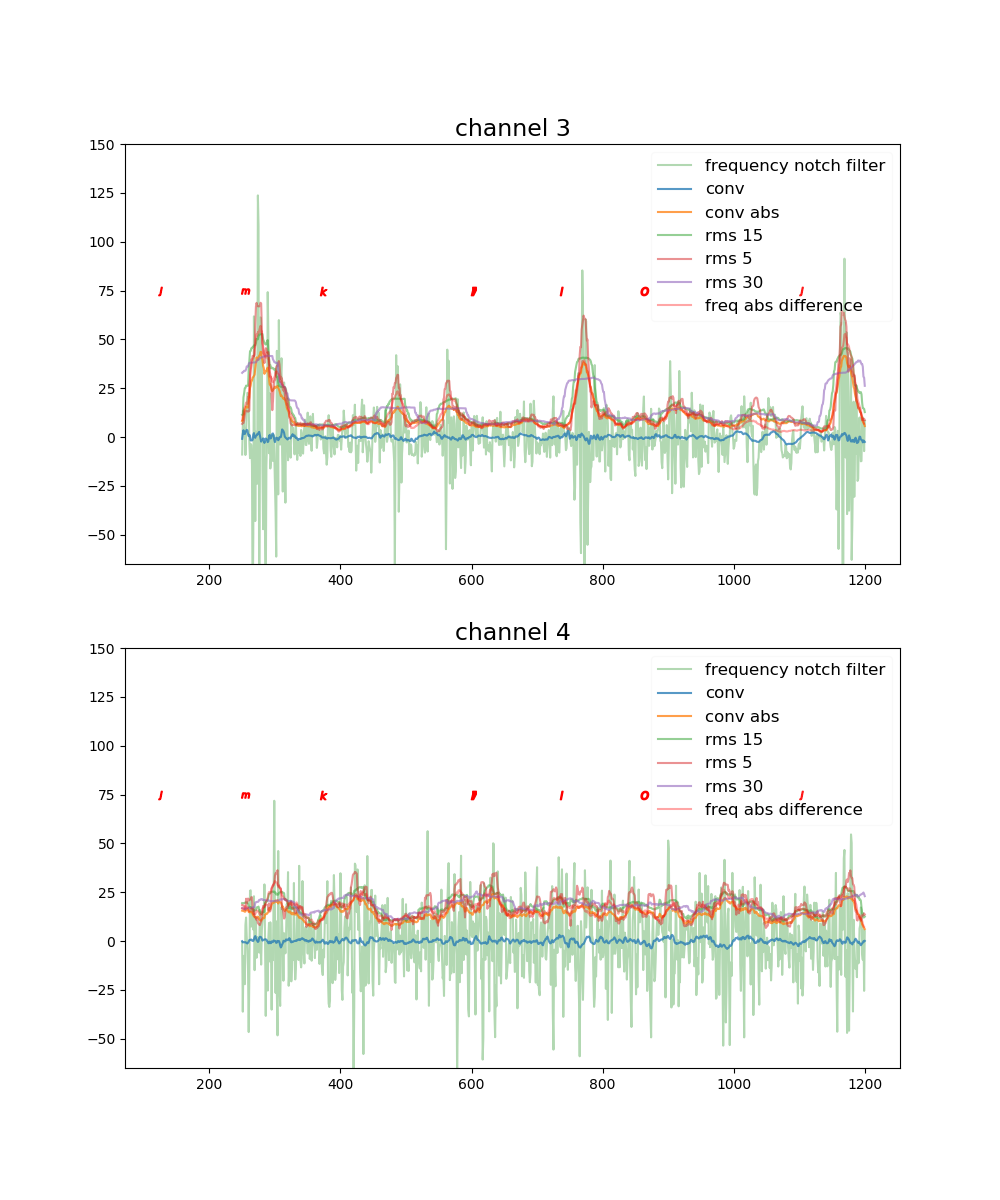 channel 3
150
125
100
75
50
25
0
−25
−50
frequency notch filter
conv
conv abs
rms 15
rms 5
rms 30
freq abs difference
J m k l O J
200 400 600 800 1000 1200
channel 4
150
125
100
75
50
25
0
−25
−50
frequency notch filter
conv
conv abs
rms 15
rms 5
rms 30
freq abs difference
J m k l O J
200 400 600 800 1000 1200